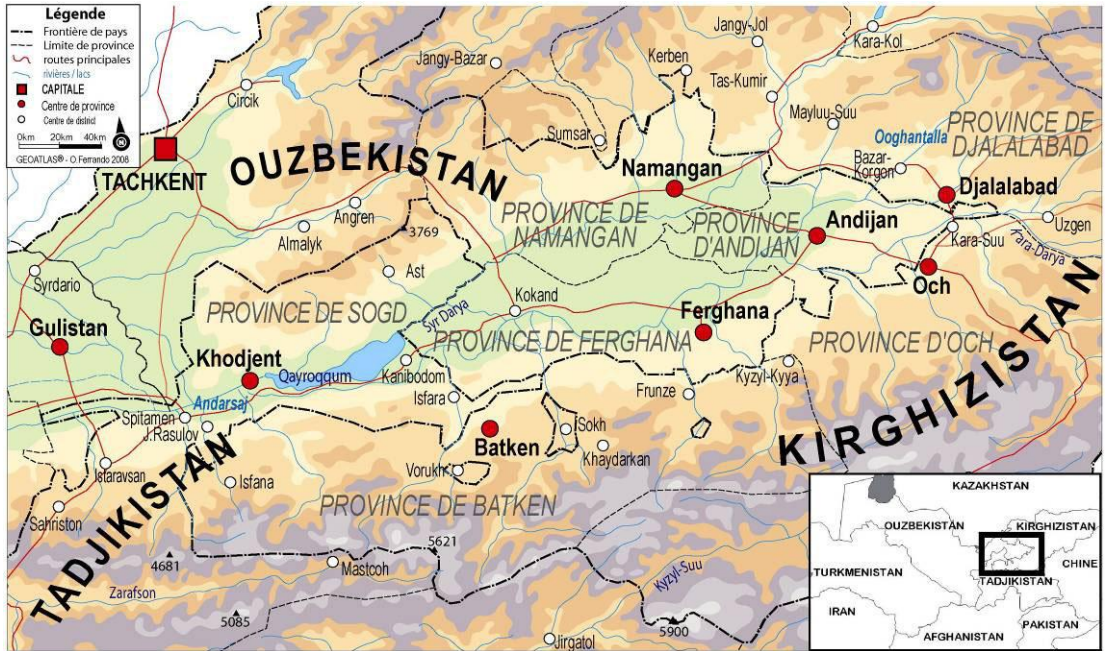 Légende
Frontière de pays
Limite de province
routes principales
rivières / lacs
CAPITALE
Centre de province
Centre de district
0km 20km 40km
N
GEOATLAS® - O. Ferrando 2008
Jangy-Bazar
Jangy-Jol
Kara-Kol
Kerben
Tas-Kumir
Circik
Mayluu-Suu
Sumsar
Ooghantalla
PROVINCE DE
DJALALABAD
Bazar-
Korgon
TACHKENT
OUZBEKISTAN
Namangan
Djalalabad
Angren
PROVINCE DE
NAMANGAN
PROVINCE
D'ANDIJAN
Andijan
Uzgen
Almalyk
3769
Kara-Suu
Kara-Darya
Syrdario
Ast
Och
PROVINCE DE SOGD
Syr Darya
Kokand
Ferghana
Gulistan
PROVINCE DE FERGHANA
PROVINCE D'OCH
Khodjent
Qayroqqum
Kanibodom
Kyzyl-Kyya
Andarsaj
Isfara
Frunze
KIRGHIZISTAN
Spitamen
J.Rasulov
Batken
Sokh
Khaydarkan
Istaravsan
Vorukh
Isfana
PROVINCE DE BATKEN
Sahriston
TADJIKISTAN
4681
5621
Mastcoh
Zarafson
Kyzyl-Suu
5085
5900
Jirgatol
KAZAKHSTAN
OUZBEKISTAN
KIRGHIZISTAN
CHINE
TURKMENISTAN
TADJIKISTAN
IRAN
AFGHANISTAN
PAKISTAN